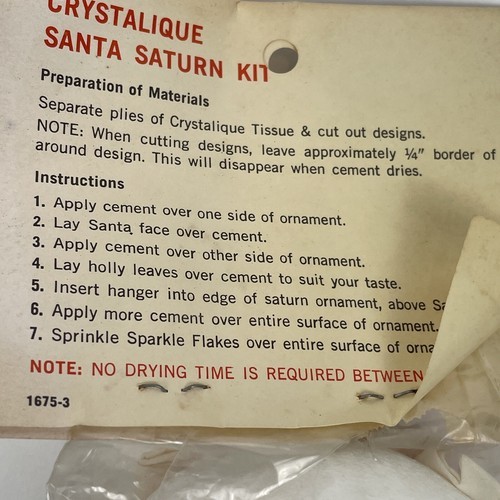 CRYSTALIQUE
SANTA SATURN KIT
Preparation of Materials
Separate plies of Crystalique Tissue & cut out designs.
NOTE: When cutting designs, leave approximately ¼" border of
around design. This will disappear when cement dries.
Instructions
1. Apply cement over one side of ornament.
2. Lay Santa face over cement.
3. Apply cement over other side of ornament.
4. Lay holly leaves over cement to suit your taste.
5. Insert hanger into edge of saturn ornament, above
6. Apply more cement over entire surface of ornament.
7. Sprinkle Sparkle Flakes over entire surface of
NOTE: NO DRYING TIME IS REQUIRED BETWEEN
1675-3